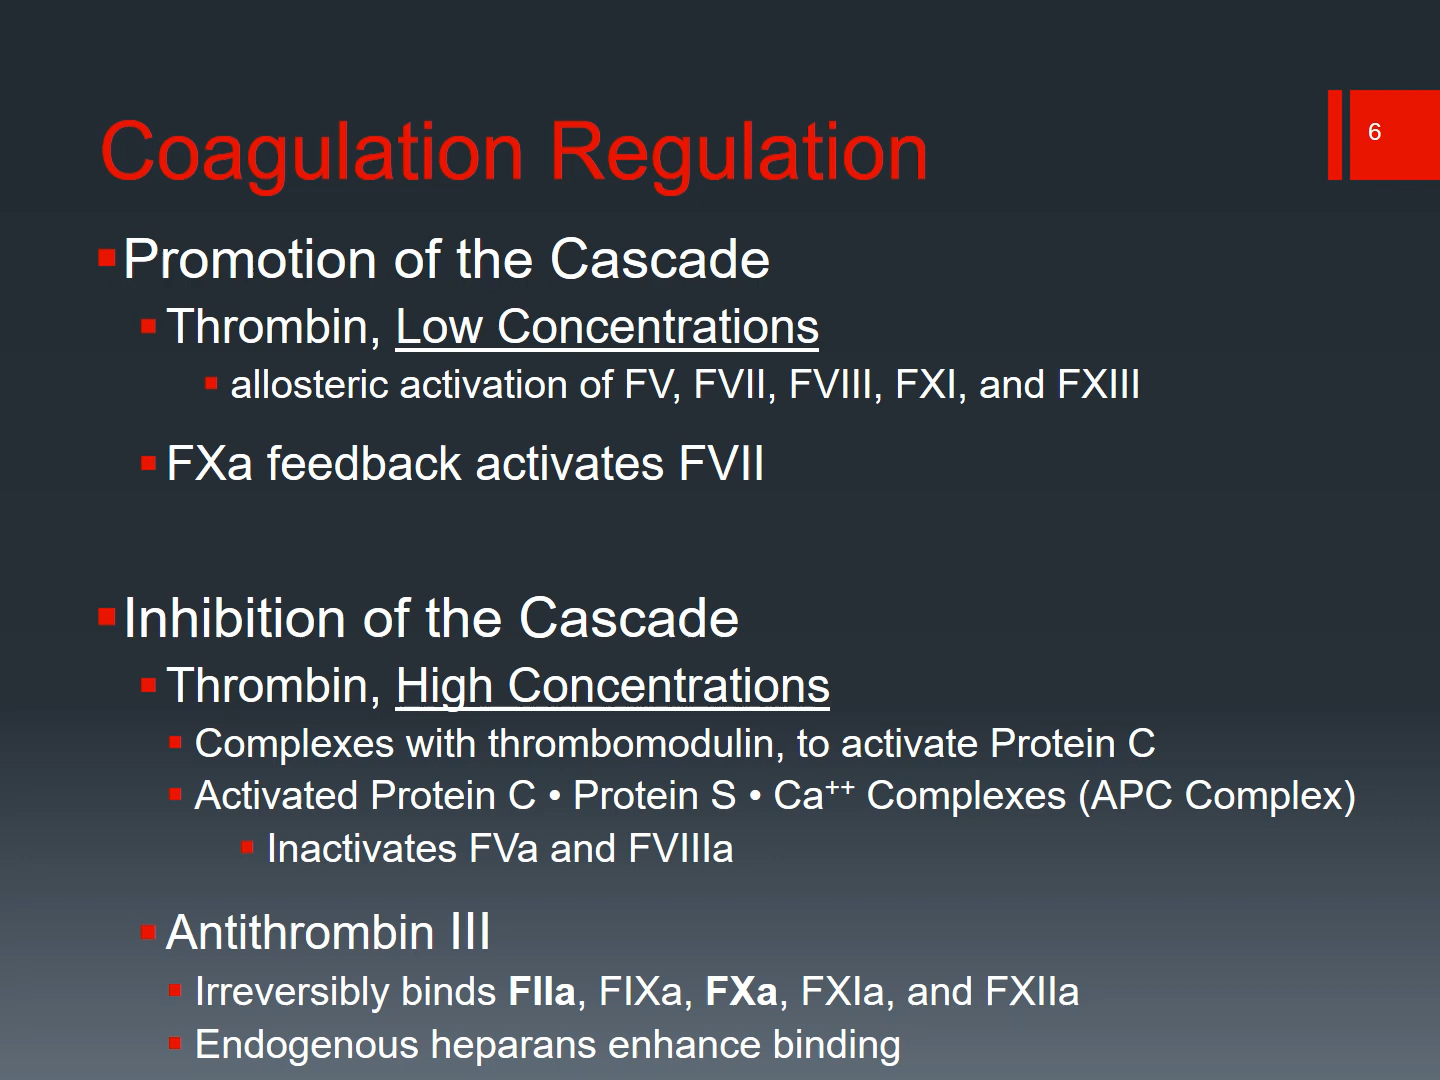 Coagulation Regulation
6
Promotion of the Cascade
Thrombin, Low Concentrations
allosteric activation of FV, FVII, FVIII, FXI, and FXIII
FXa feedback activates FVII
Inhibition of the Cascade
Thrombin, High Concentrations
Complexes with thrombomodulin, to activate Protein C
Activated Protein C • Protein S • Ca⁺⁺ Complexes (APC Complex)
Inactivates FVa and FVIIIa
Antithrombin III
Irreversibly binds FIIa, FIXa, FXa, FXIa, and FXIIa
Endogenous heparans enhance binding